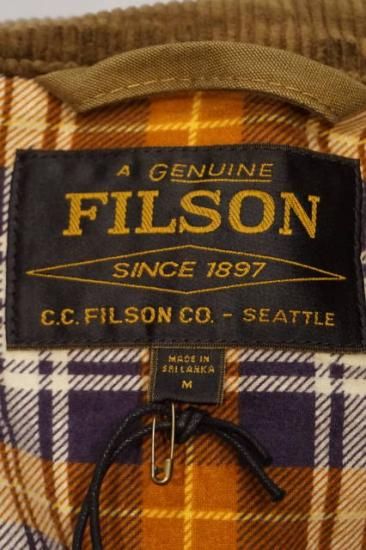 A GENUINE
FILSON
SINCE 1897
C.C. FILSON CO. - SEATTLE
MADE IN
SRI LANKA
M